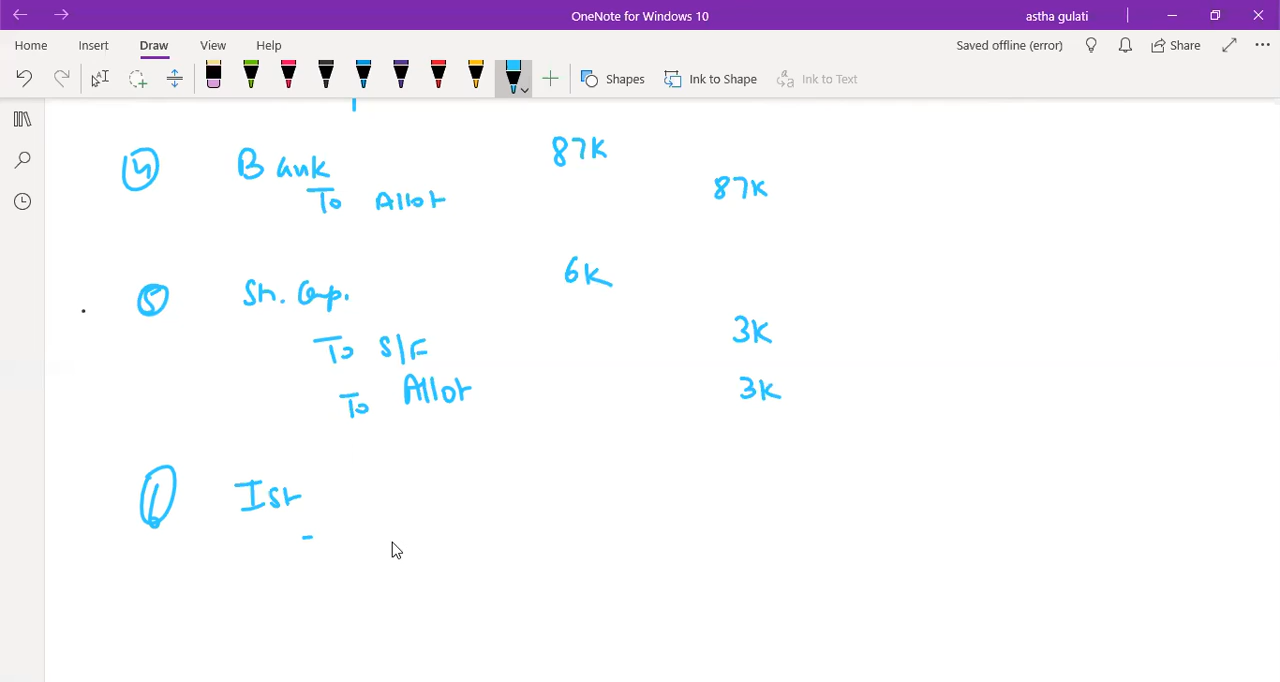 OneNote for Windows 10
astha gulati
Home Insert Draw View Help
Saved offline (error) Share
Shapes Ink to Shape Ink to Text
4 Bank 87K
To Allot 87K
5 Sh. Cap. 6K
To S/F 3K
To Allot 3K
Ist